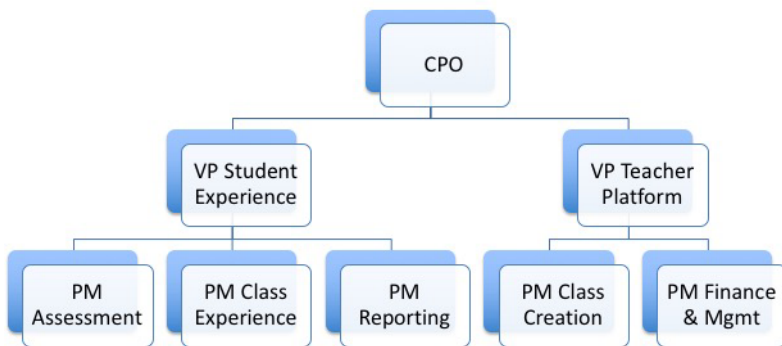 CPO
VP Student
Experience
VP Teacher
Platform
PM
Assessment
PM Class
Experience
PM
Reporting
PM Class
Creation
PM Finance
& Mgmt